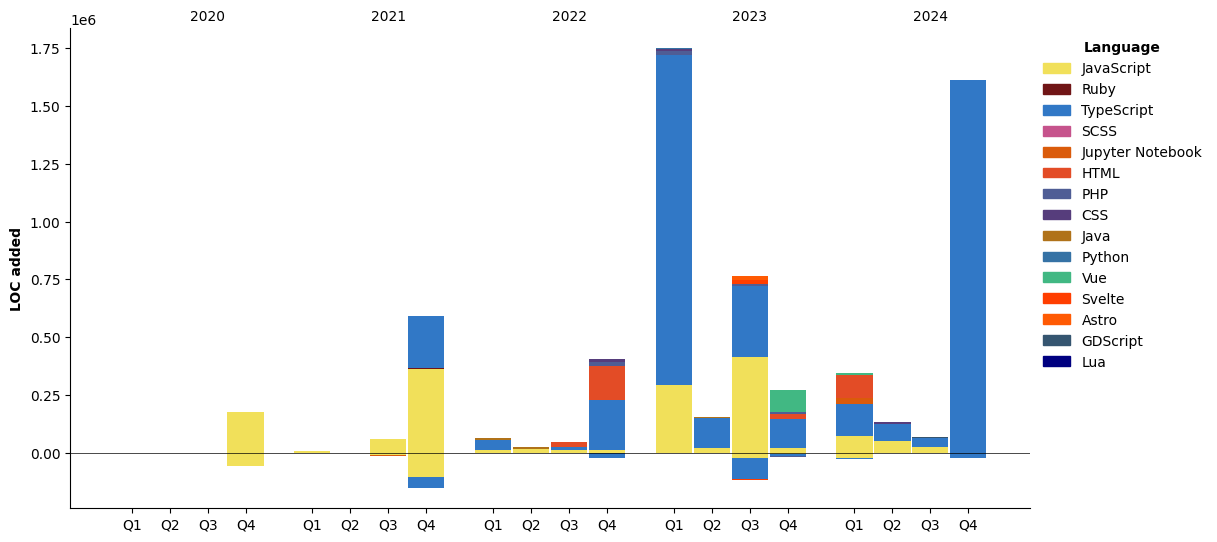 2020 2021 2022 2023 2024
1e6
Language
JavaScript
Ruby
TypeScript
SCSS
Jupyter Notebook
HTML
PHP
CSS
Java
Python
Vue
Svelte
Astro
GDScript
Lua
1.75
1.50
1.25
1.00
0.75
0.50
0.25
0.00
LOC added
Q1 Q2 Q3 Q4 Q1 Q2 Q3 Q4 Q1 Q2 Q3 Q4 Q1 Q2 Q3 Q4 Q1 Q2 Q3 Q4